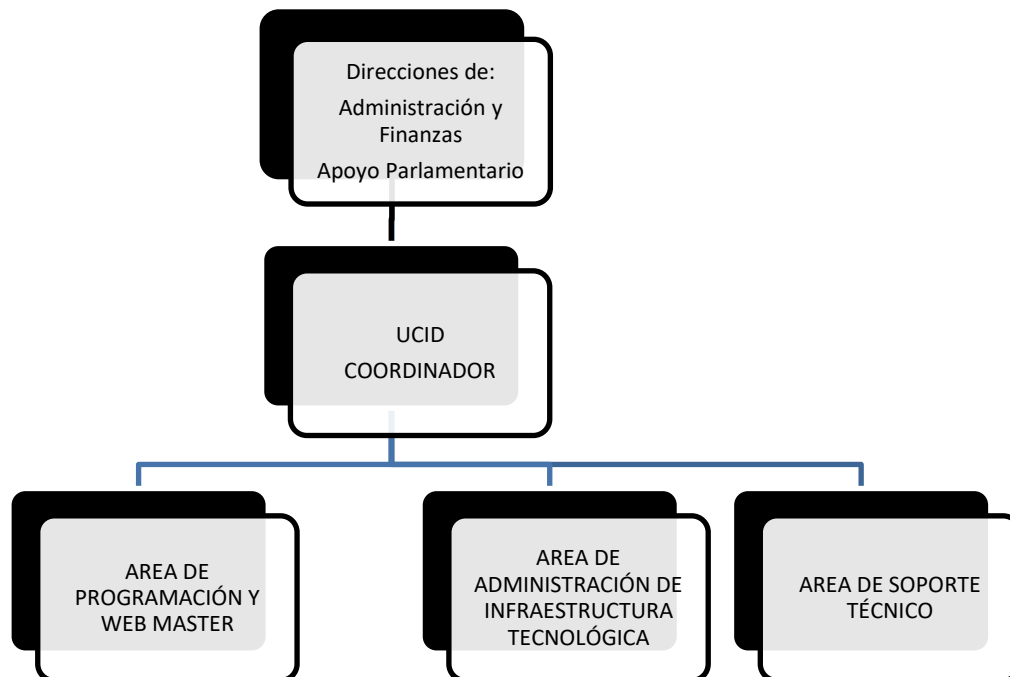 Direcciones de:
Administración y
Finanzas
Apoyo Parlamentario
UCID
COORDINADOR
AREA DE
PROGRAMACIÓN Y
WEB MASTER
AREA DE
ADMINISTRACIÓN DE
INFRAESTRUCTURA
TECNOLÓGICA
AREA DE SOPORTE
TÉCNICO